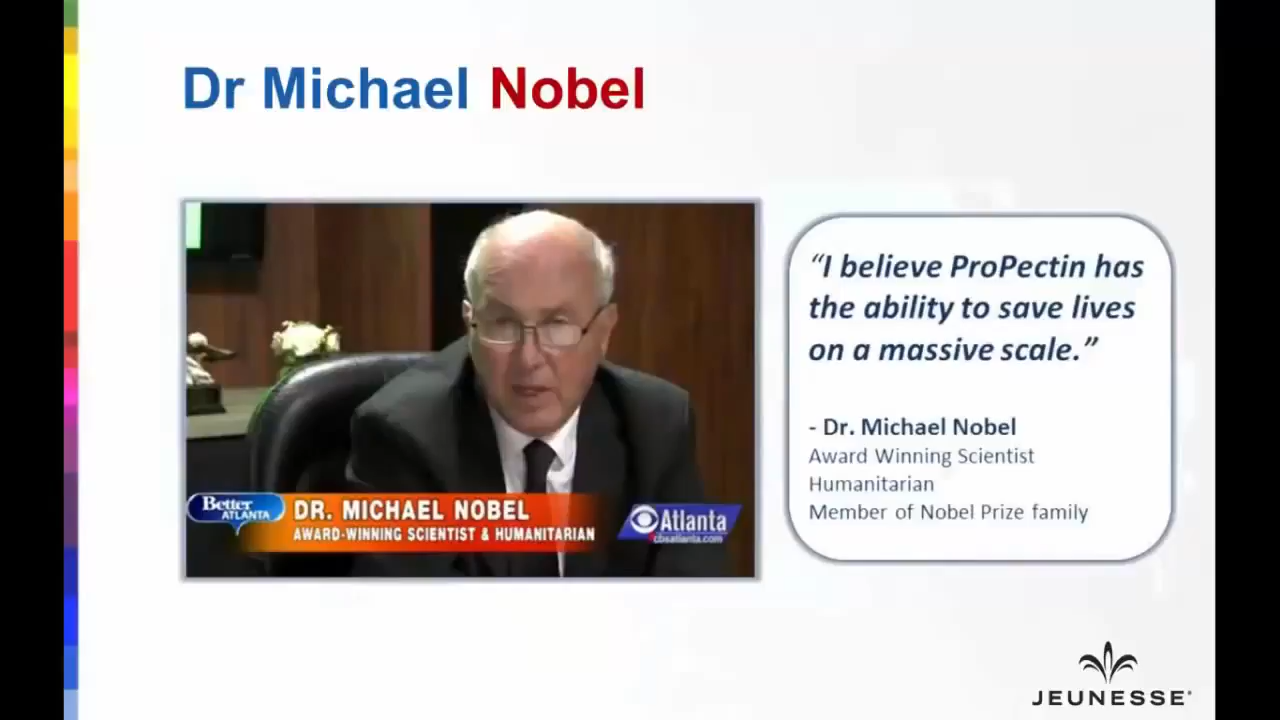 Dr Michael Nobel
Better
ATLANTA
DR. MICHAEL NOBEL
AWARD-WINNING SCIENTIST & HUMANITARIAN
Atlanta
cbsatlanta.com
“I believe ProPectin has
the ability to save lives
on a massive scale.”
- Dr. Michael Nobel
Award Winning Scientist
Humanitarian
Member of Nobel Prize family
JEUNESSE